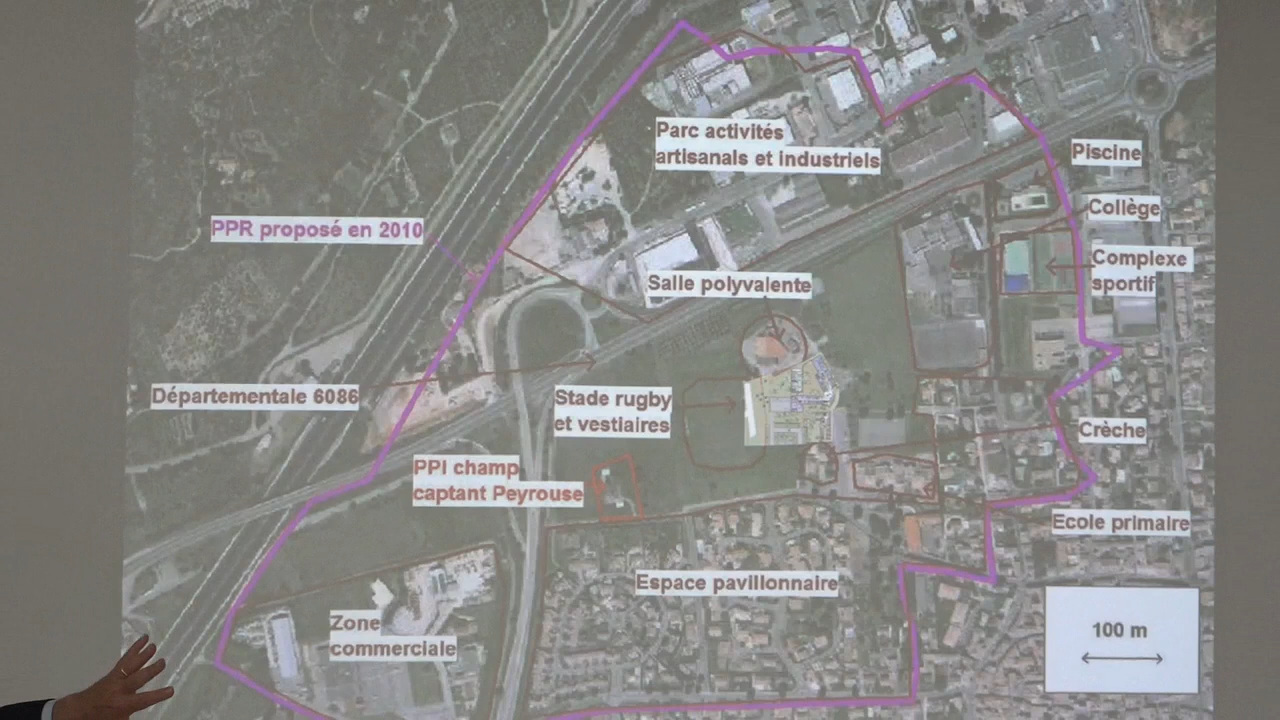 Parc activités
artisanals et industriels
Piscine
Collège
PPR proposé en 2010
Complexe
sportif
Salle polyvalente
Départementale 6086
Stade rugby
et vestiaires
Crèche
PPI champ
captant Peyrouse
Ecole primaire
Espace pavillonnaire
Zone
commerciale
100 m